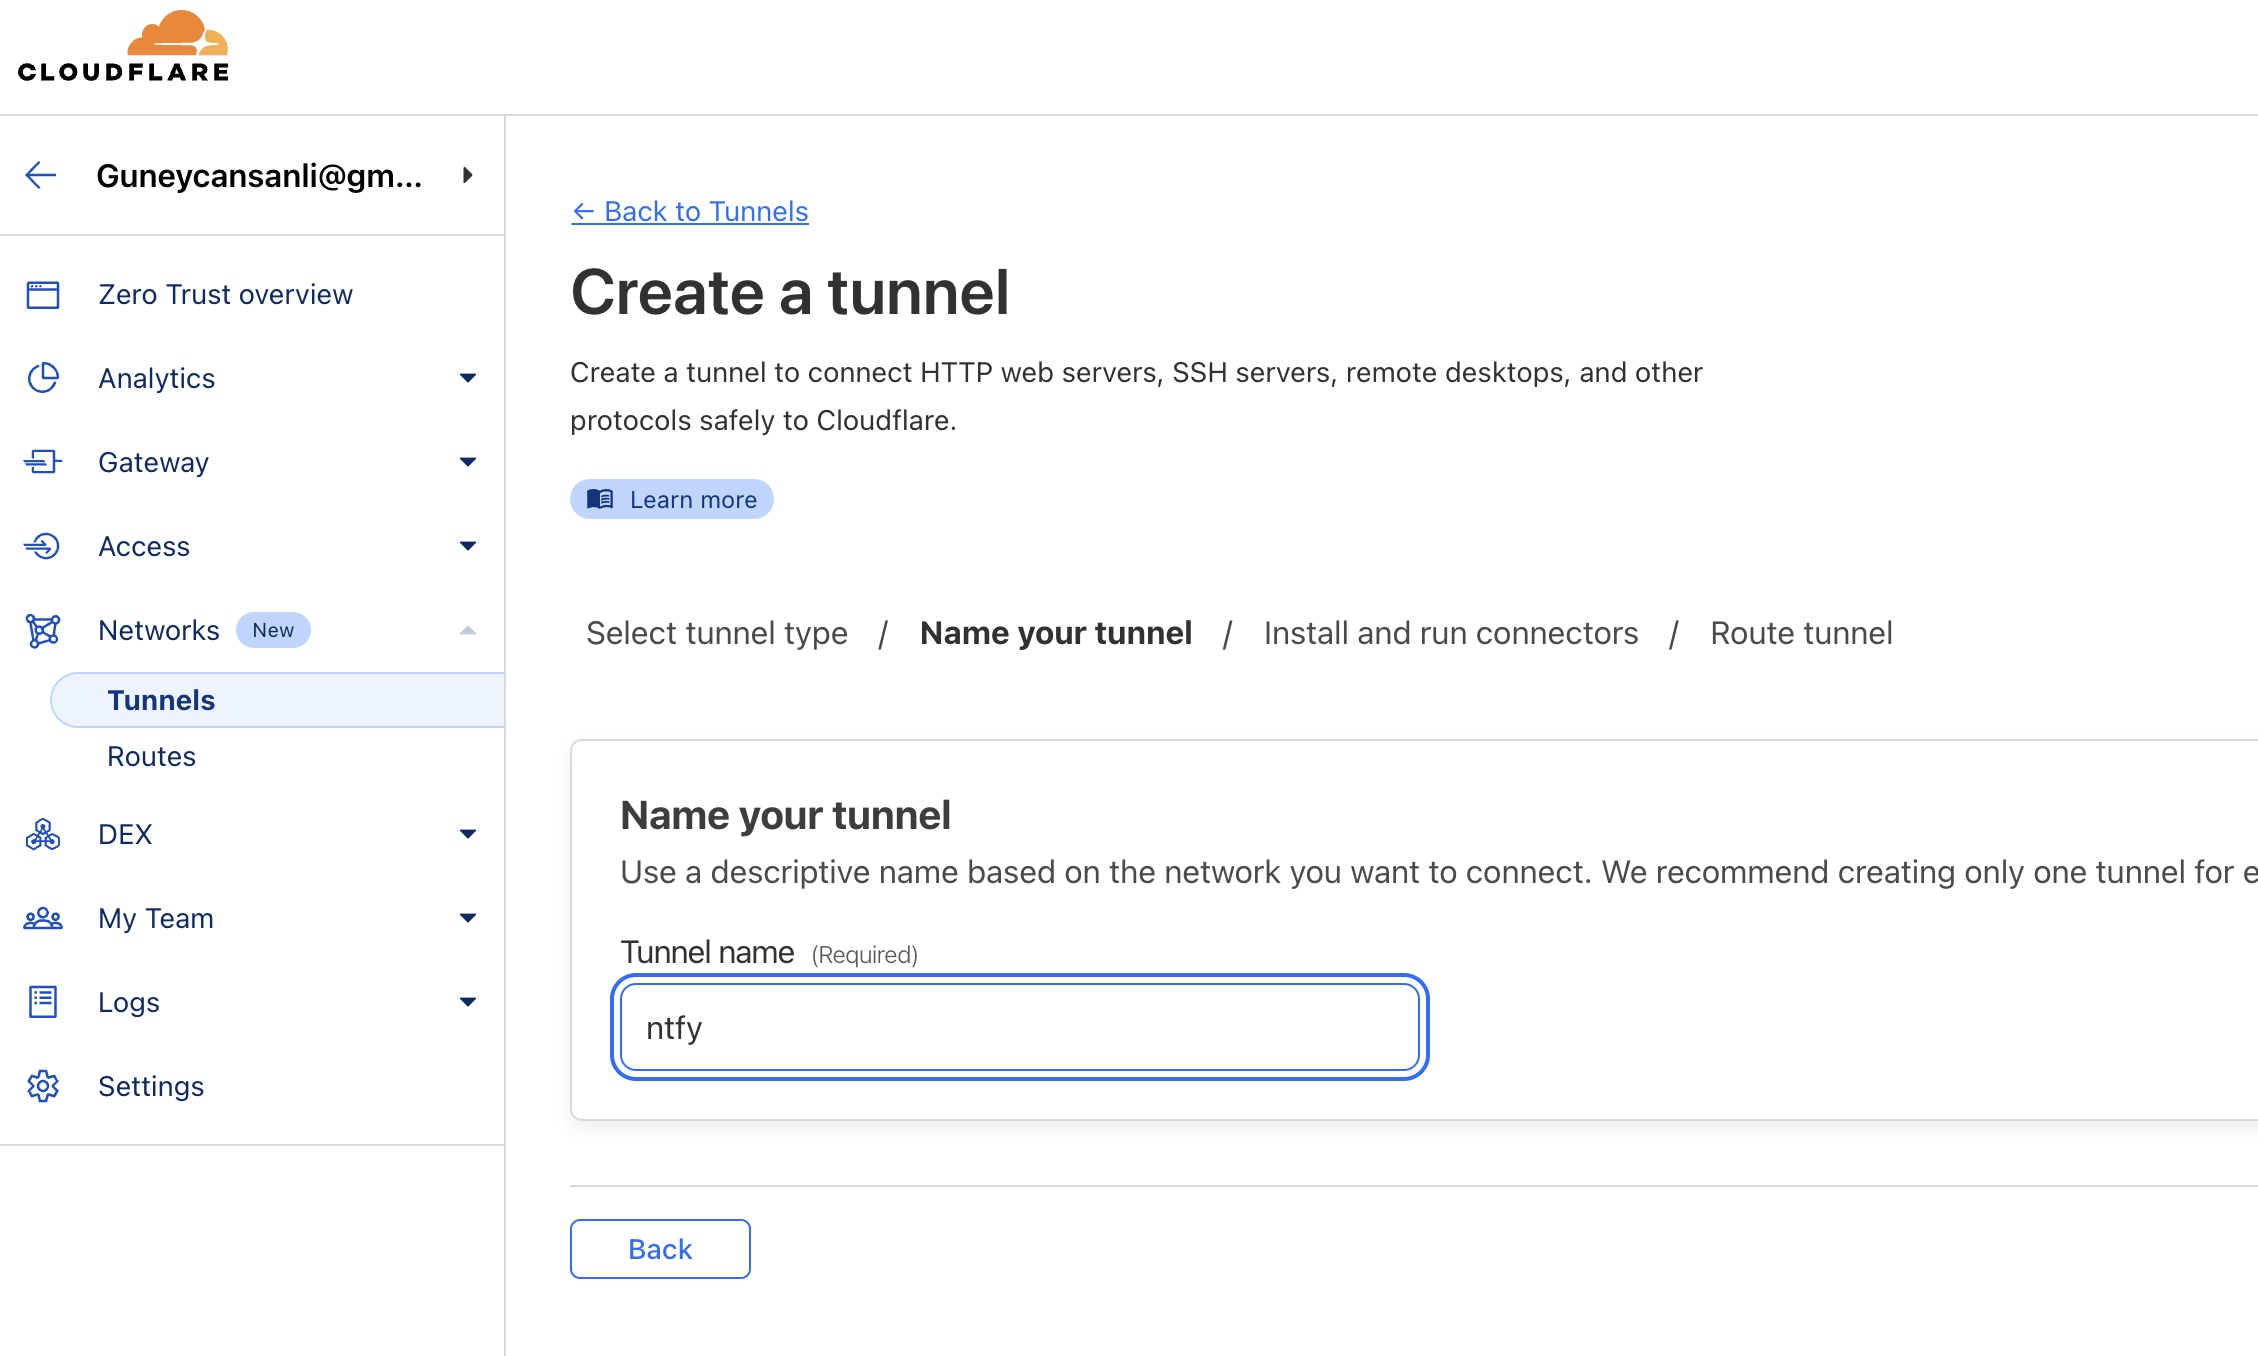 CLOUDFLARE
Guneycansanli@gm...
Zero Trust overview
Analytics
Gateway
Access
Networks New
Tunnels
Routes
DEX
My Team
Logs
Settings
← Back to Tunnels
Create a tunnel
Create a tunnel to connect HTTP web servers, SSH servers, remote desktops, and other
protocols safely to Cloudflare.
Learn more
Select tunnel type / Name your tunnel / Install and run connectors / Route tunnel
Name your tunnel
Use a descriptive name based on the network you want to connect. We recommend creating only one tunnel for e
Tunnel name (Required)
ntfy
Back